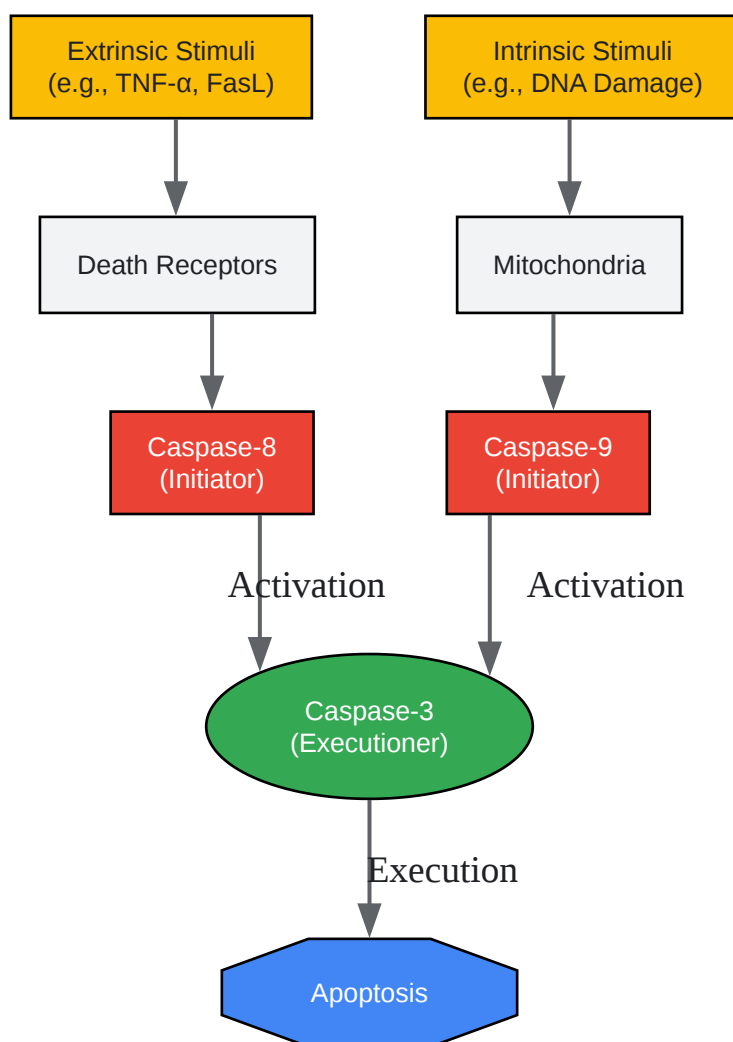 Extrinsic Stimuli
(e.g., TNF-α, FasL)
Intrinsic Stimuli
(e.g., DNA Damage)
Death Receptors
Mitochondria
Caspase-8
(Initiator)
Caspase-9
(Initiator)
Activation
Activation
Caspase-3
(Executioner)
Execution
Apoptosis